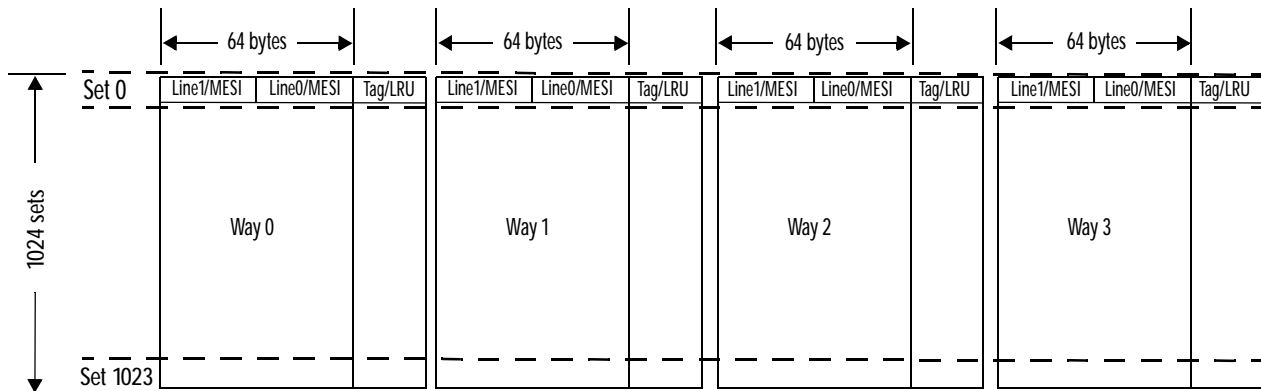 64 bytes 64 bytes 64 bytes 64 bytes
Set 0 Line1/MESI Line0/MESI Tag/LRU Line1/MESI Line0/MESI Tag/LRU Line1/MESI Line0/MESI Tag/LRU Line1/MESI Line0/MESI Tag/LRU
1024 sets
Way 0 Way 1 Way 2 Way 3
Set 1023